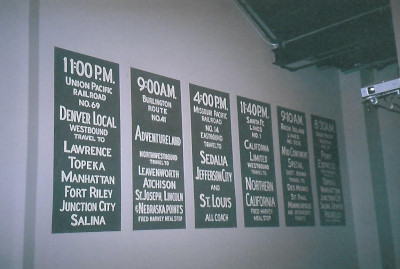 11:00 P.M.
UNION PACIFIC
RAILROAD
NO. 69
DENVER LOCAL
WESTBOUND
TRAVEL TO
LAWRENCE
TOPEKA
MANHATTAN
FORT RILEY
JUNCTION CITY
SALINA
9:00 A.M.
BURLINGTON
ROUTE
NO. 41
ADVENTURELAND
NORTHWESTBOUND
TRAVEL TO
LEAVENWORTH
ATCHISON
ST. JOSEPH, LINCOLN
& NEBRASKA POINTS
FRED HARVEY MEAL STOP
4:00 P.M.
MISSOURI PACIFIC
RAILROAD
NO. 14
EASTBOUND
TRAVEL TO
SEDALIA
JEFFERSON CITY
AND
ST. LOUIS
ALL COACH
11:40 P.M.
SANTA FE
LINES
NO. 1
CALIFORNIA
LIMITED
WESTBOUND
TRAVEL TO
NORTHERN
CALIFORNIA
FRED HARVEY
MEAL STOP
9:10 A.M.
ROCK ISLAND
LINES
MID-CONTINENT
SPECIAL
DES MOINES
ST. PAUL
MINNEAPOLIS
8:30 A.M.